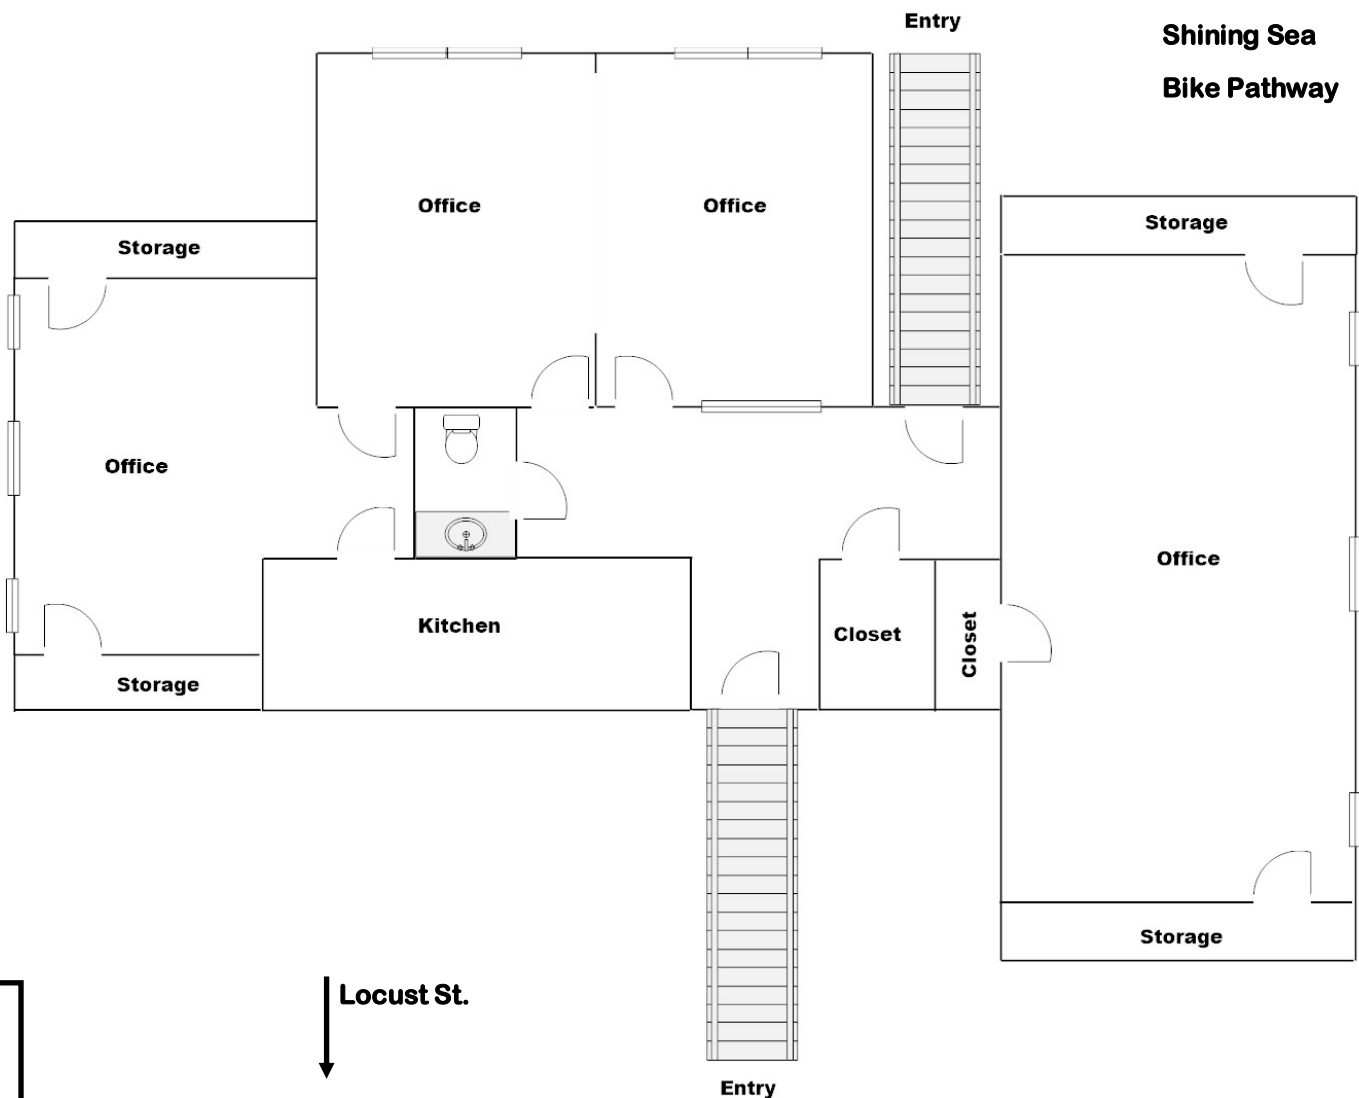 Entry
Shining Sea
Bike Pathway
Office
Office
Storage
Storage
Office
Office
Kitchen
Closet
Closet
Storage
Storage
Locust St.
Entry